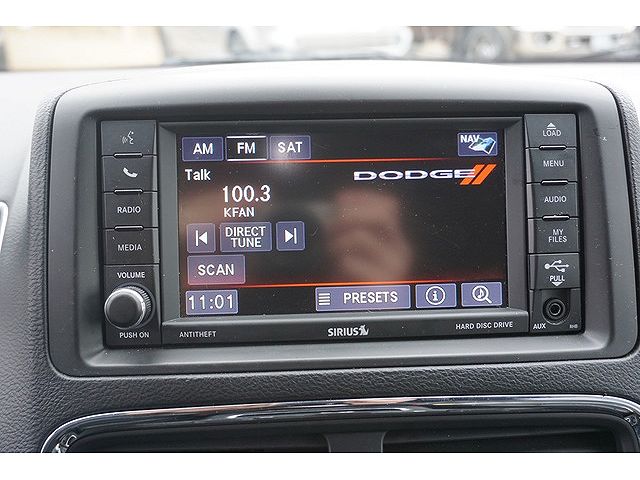 LOAD
AM FM SAT NAV
MENU
Talk DODGE
RADIO
100.3
KFAN
AUDIO
DIRECT
TUNE
MEDIA
MY
FILES
SCAN
VOLUME
PULL
11:01 PRESETS
PUSH ON ANTITHEFT SIRIUS HARD DISC DRIVE AUX RHB